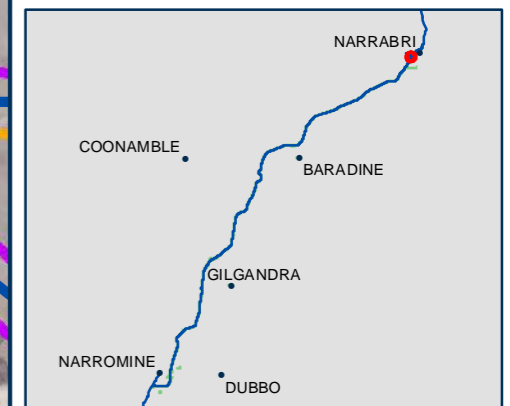 NARRABRI
COONAMBLE
BARADINE
GILGANDRA
NARROMINE
DUBBO